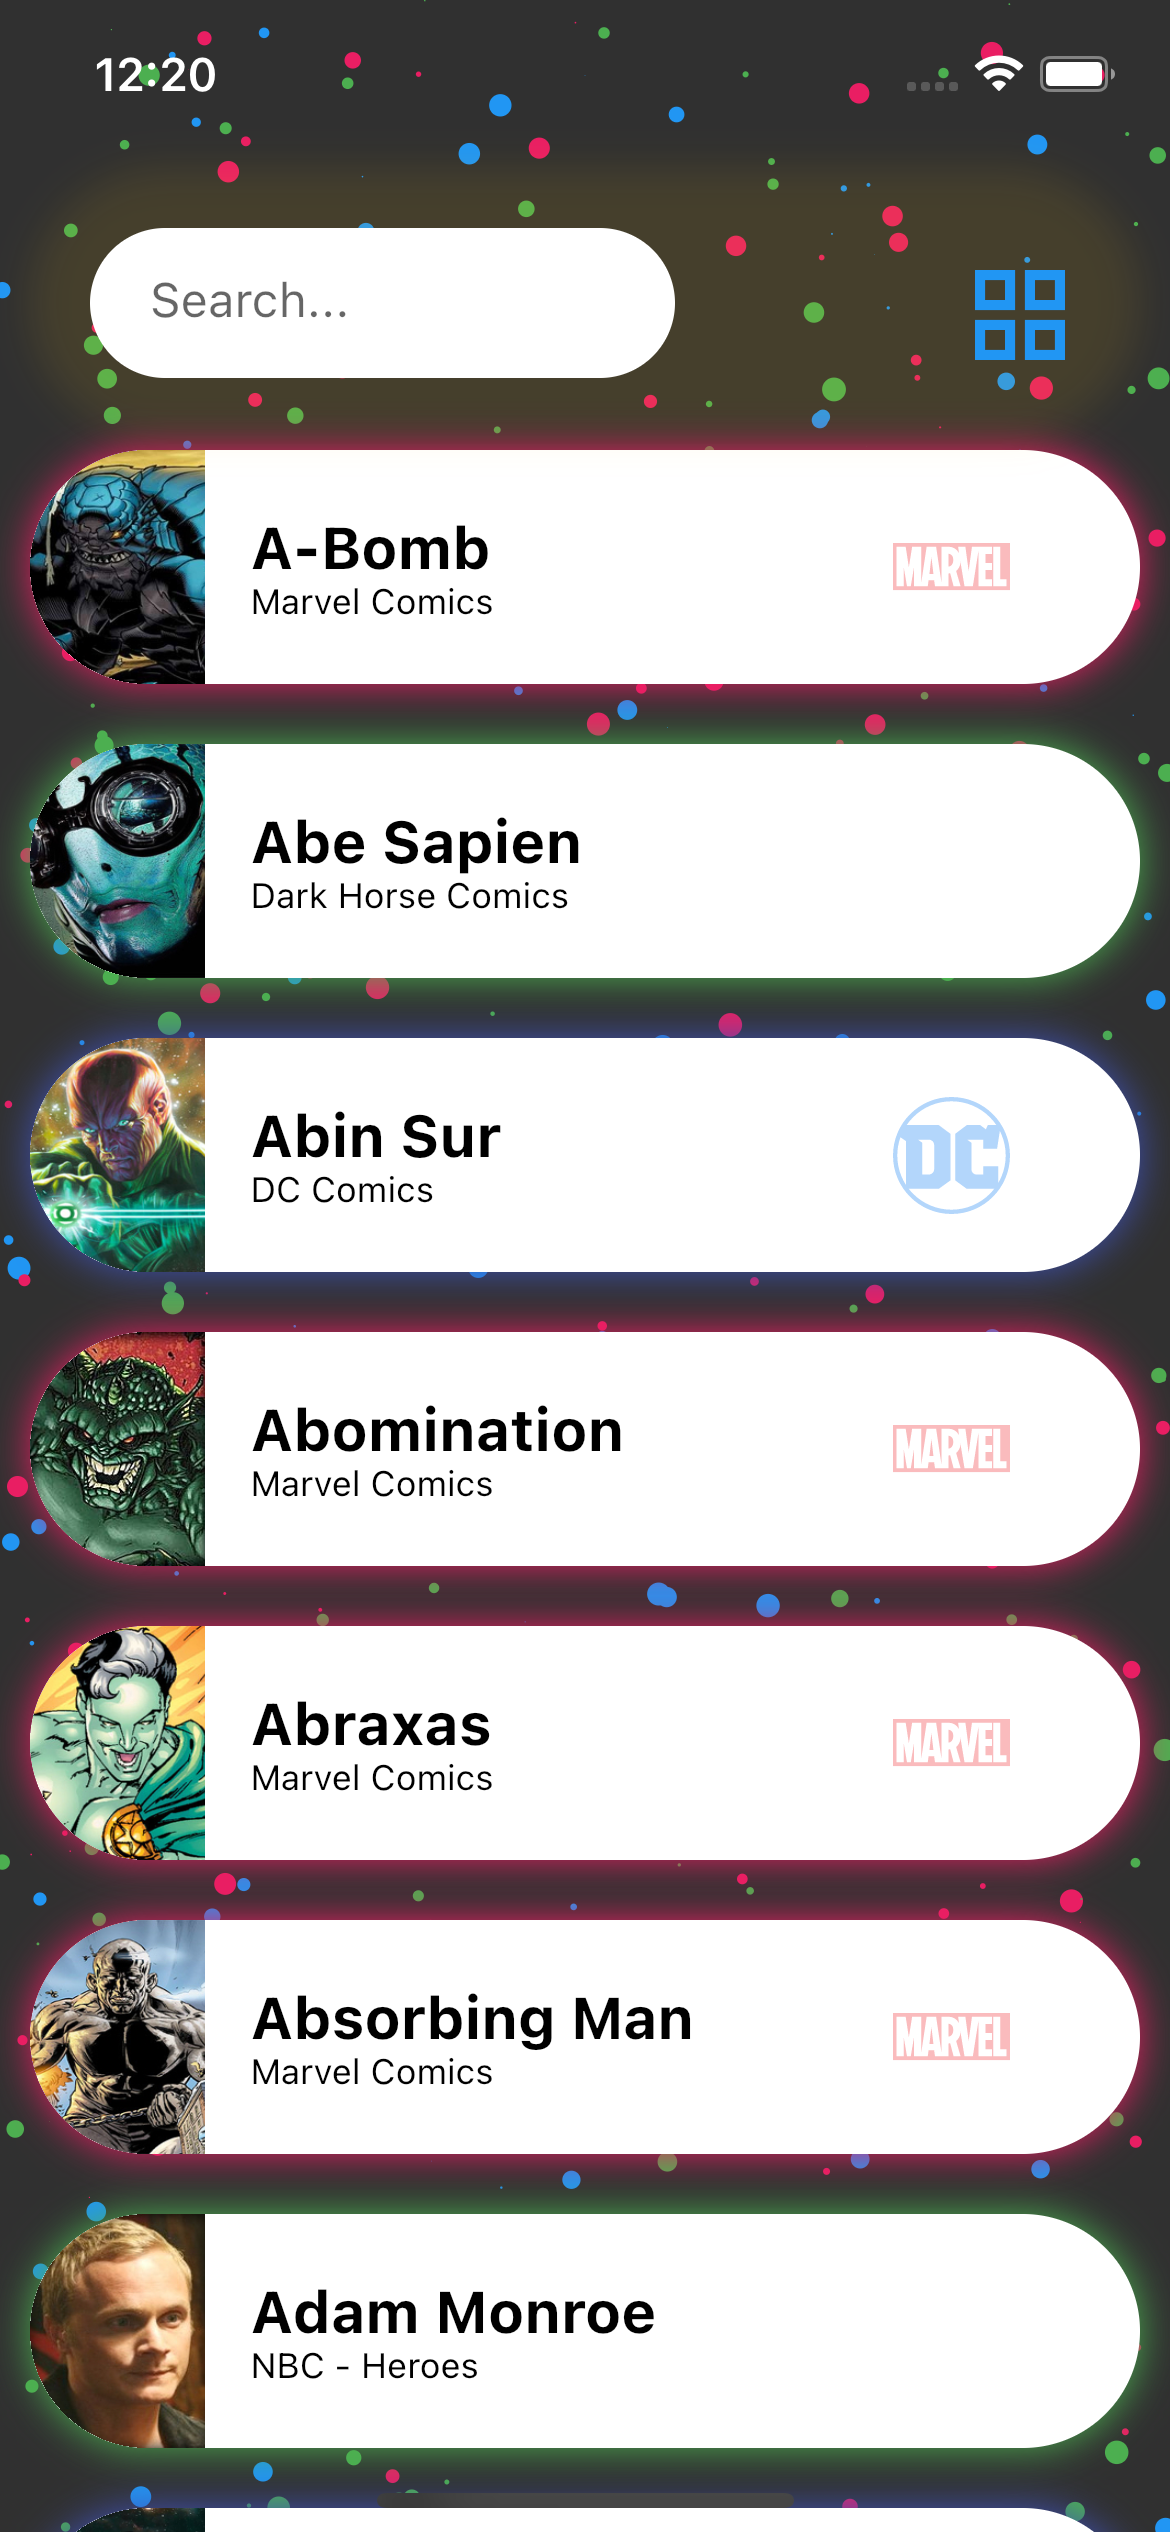 12:20
Search...
A-Bomb
Marvel Comics
MARVEL
Abe Sapien
Dark Horse Comics
Abin Sur
DC Comics
DC
Abomination
Marvel Comics
MARVEL
Abraxas
Marvel Comics
MARVEL
Absorbing Man
Marvel Comics
MARVEL
Adam Monroe
NBC - Heroes